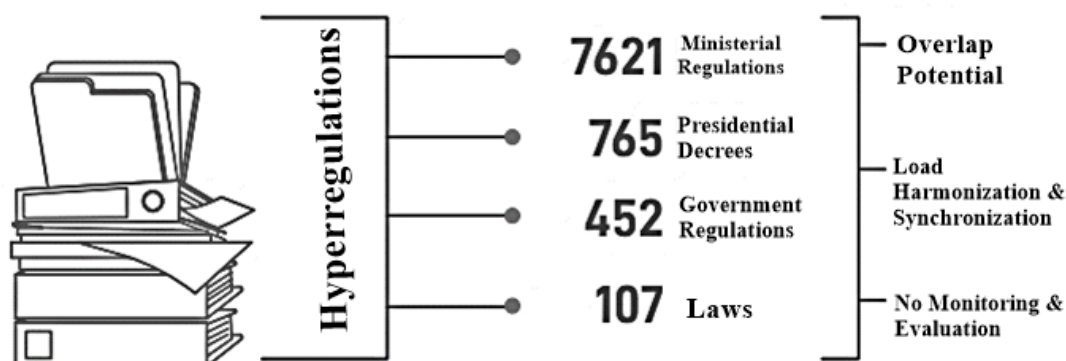 Hyperregulations
7621 Ministerial
Regulations
765 Presidential
Decrees
452 Government
Regulations
107 Laws
Overlap
Potential
Load
Harmonization &
Synchronization
No Monitoring &
Evaluation